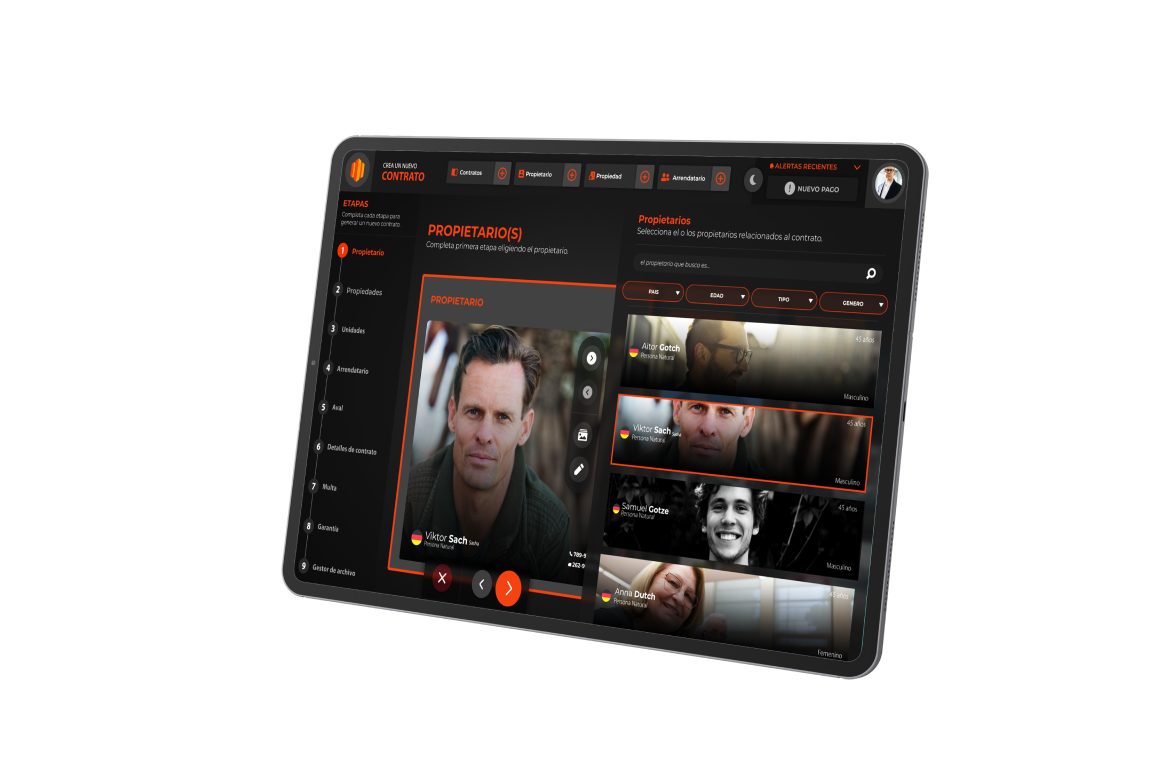 CREA UN NUEVO
CONTRATO
Contratos
Propietario
Propiedad
Arrendatario
ALERTAS RECIENTES
NUEVO PAGO
ETAPAS
Completa cada etapa para
generar un nuevo contrato.
1 Propietario
2 Propiedades
3 Unidades
4 Arrendatario
5 Aval
6 Detalles de contrato
7 Multa
8 Garantía
9 Gestor de archivo
PROPIETARIO(S)
Completa primera etapa eligiendo el propietario.
PROPIETARIO
Viktor Sach Saña
Persona Natural
789-9
262-9
Propietarios
Selecciona el o los propietarios relacionados al contrato.
el propietario que busco es...
PAIS
EDAD
TIPO
GENERO
Aitor Gotch
Persona Natural
45 años
Masculino
Viktor Sach Saña
Persona Natural
45 años
Masculino
Samuel Gotze
Persona Natural
45 años
Masculino
Anna Dutch
Persona Natural
45 años
Femenino